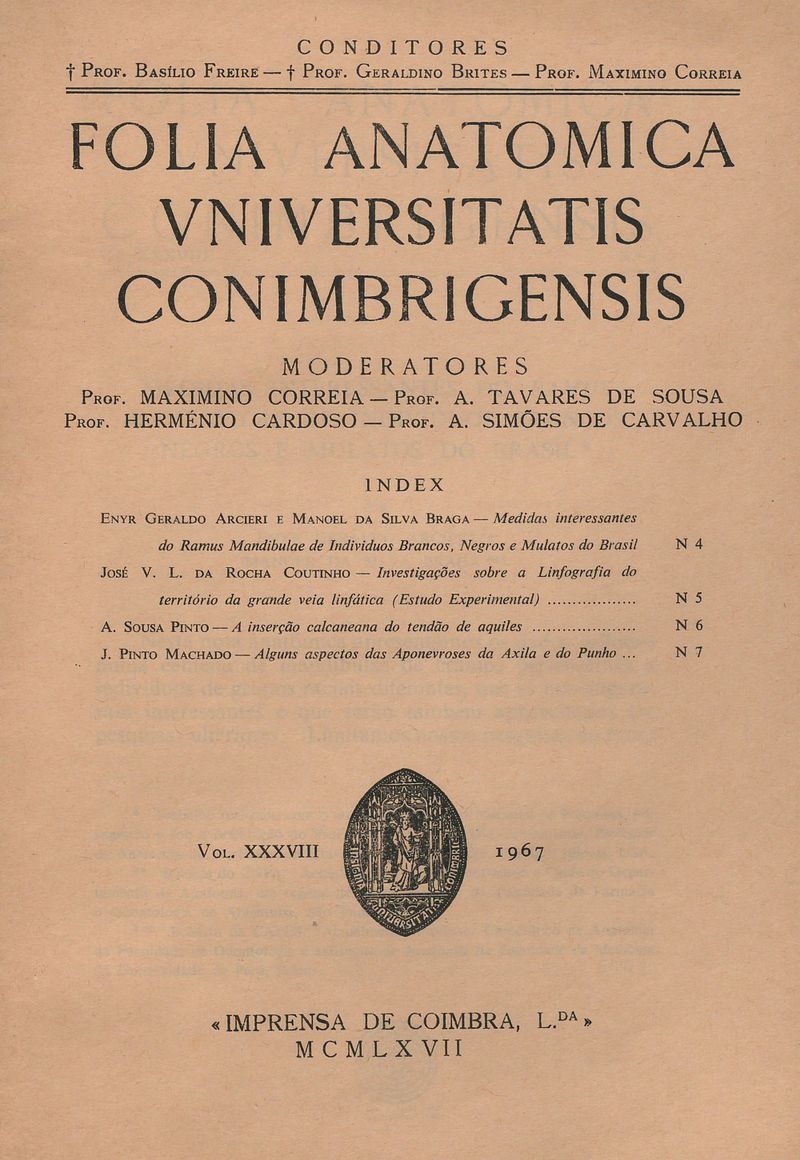 CONDITORES
† Prof. Basílio Freire — † Prof. Geraldino Brites — Prof. Maximino Correia
FOLIA ANATOMICA
VNIVERSITATIS
CONIMBRIGENSIS
MODERATORES
Prof. MAXIMINO CORREIA — Prof. A. TAVARES DE SOUSA
Prof. HERMÉNIO CARDOSO — Prof. A. SIMÕES DE CARVALHO
INDEX
Enyr Geraldo Arcieri e Manoel da Silva Braga — Medidas interessantes
do Ramus Mandibulae de Individuos Brancos, Negros e Mulatos do Brasil N 4
José V. L. da Rocha Coutinho — Investigações sobre a Linfografia do
território da grande veia linfática (Estudo Experimental) .................. N 5
A. Sousa Pinto — A inserção calcaneana do tendão de aquiles ..................... N 6
J. Pinto Machado — Alguns aspectos das Aponevroses da Axila e do Punho ... N 7
Vol. XXXVIII 1967
« IMPRENSA DE COIMBRA, L.DA »
MCMLXVII